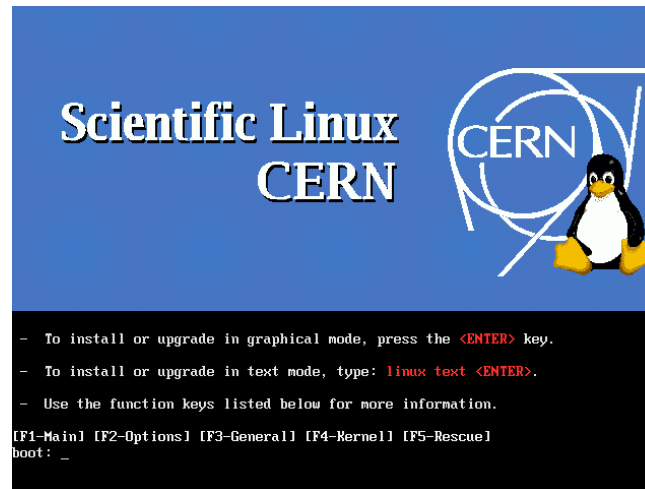 Scientific Linux
CERN
CERN
- To install or upgrade in graphical mode, press the <ENTER> key.
- To install or upgrade in text mode, type: linux text <ENTER>.
- Use the function keys listed below for more information.
[F1-Main] [F2-Options] [F3-General] [F4-Kernel] [F5-Rescue]
boot: _